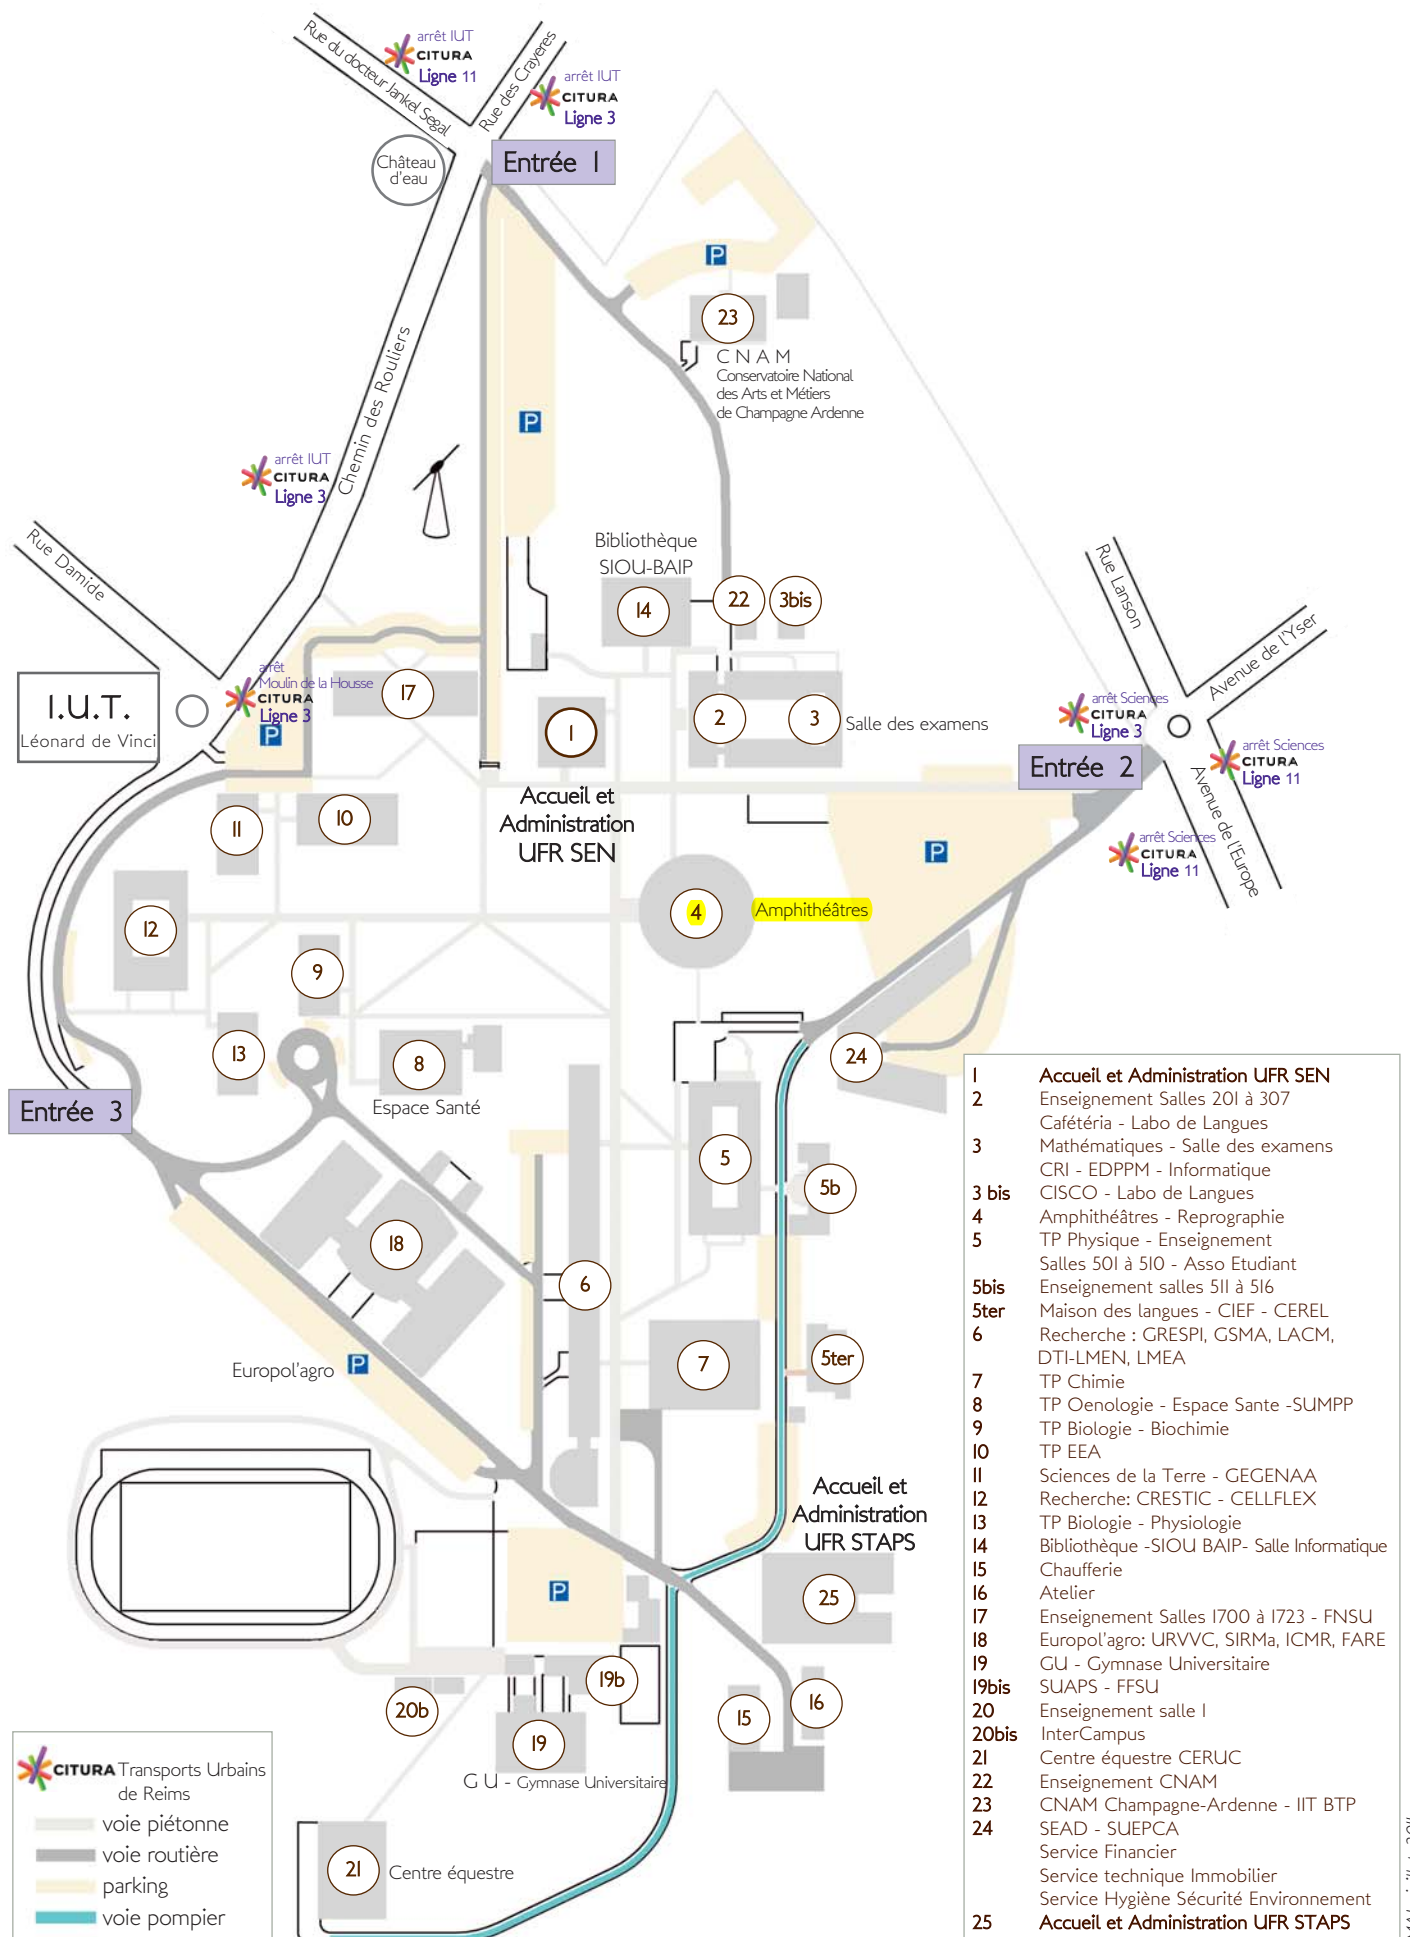 Rue du docteur Jankel Segal
arrêt IUT
CITURA
Ligne 11
Rue des Crayeres
arrêt IUT
CITURA
Ligne 3
Château
d'eau
Entrée 1
P
23
C N A M
Conservatoire National
des Arts et Métiers
de Champagne Ardenne
Chemin des Rouliers
P
arrêt IUT
CITURA
Ligne 3
Rue Damide
Bibliothèque
SIOU-BAIP
14
22
3bis
Rue Lanson
Avenue de l'Yser
I.U.T.
Léonard de Vinci
arrêt
Moulin de la Housse
CITURA
Ligne 3
P
17
1
2
3
Salle des examens
arrêt Sciences
CITURA
Ligne 3
Entrée 2
arrêt Sciences
CITURA
Ligne 11
Avenue de l'Europe
Accueil et
Administration
UFR SEN
11
10
P
arrêt Sciences
CITURA
Ligne 11
4
Amphithéâtres
12
9
13
8
Espace Santé
24
Entrée 3
5
5b
18
6
Europol'agro
P
7
5ter
Accueil et
Administration
UFR STAPS
P
25
19b
20b
19
15
16
G U - Gymnase Universitaire
21
Centre équestre
CITURA Transports Urbains
de Reims
voie piétonne
voie routière
parking
voie pompier
1 Accueil et Administration UFR SEN
2 Enseignement Salles 201 à 307
Cafétéria - Labo de Langues
3 Mathématiques - Salle des examens
CRI - EDPPM - Informatique
3 bis CISCO - Labo de Langues
4 Amphithéâtres - Reprographie
5 TP Physique - Enseignement
Salles 501 à 510 - Asso Etudiant
5bis Enseignement salles 511 à 516
5ter Maison des langues - CIEF - CEREL
6 Recherche : GRESPI, GSMA, LACM,
DTI-LMEN, LMEA
7 TP Chimie
8 TP Oenologie - Espace Sante -SUMPP
9 TP Biologie - Biochimie
10 TP EEA
11 Sciences de la Terre - GEGENAA
12 Recherche: CRESTIC - CELLFLEX
13 TP Biologie - Physiologie
14 Bibliothèque -SIOU BAIP- Salle Informatique
15 Chaufferie
16 Atelier
17 Enseignement Salles 1700 à 1723 - FNSU
18 Europol'agro: URVVC, SIRMa, ICMR, FARE
19 GU - Gymnase Universitaire
19bis SUAPS - FFSU
20 Enseignement salle 1
20bis InterCampus
21 Centre équestre CERUC
22 Enseignement CNAM
23 CNAM Champagne-Ardenne - IIT BTP
24 SEAD - SUEPCA
Service Financier
Service technique Immobilier
Service Hygiène Sécurité Environnement
25 Accueil et Administration UFR STAPS